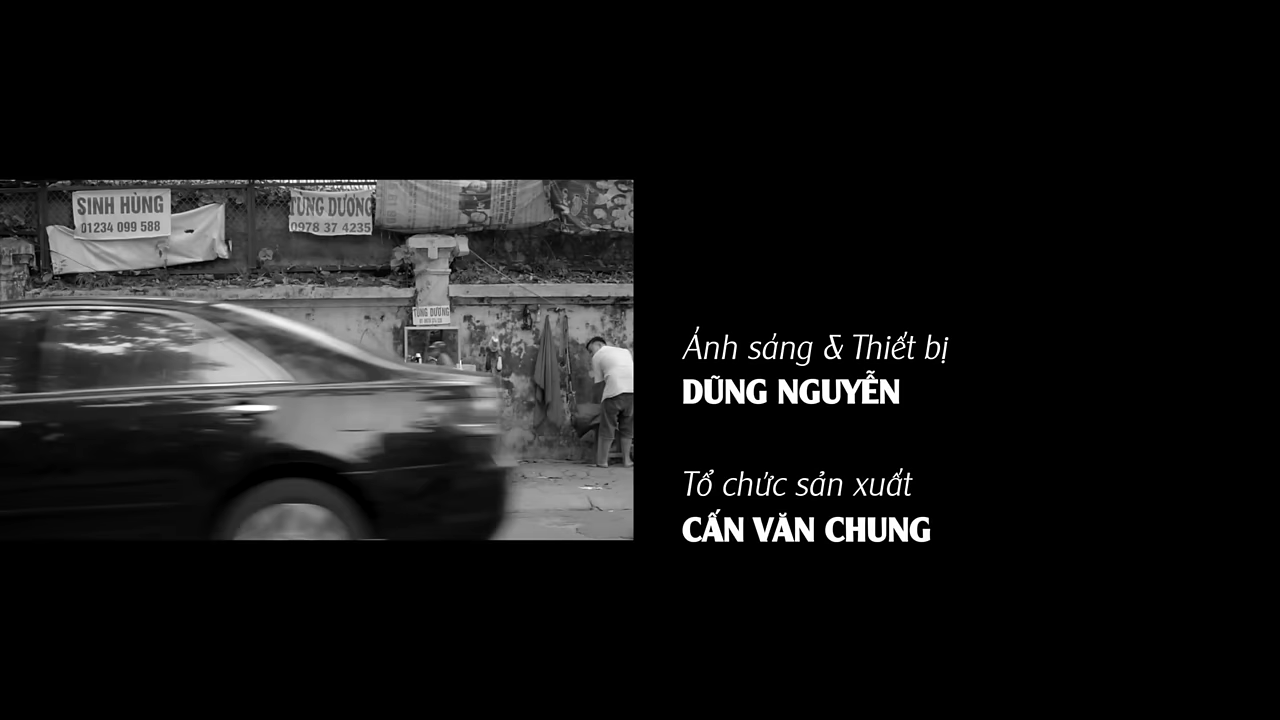 SINH HÙNG
01234 099 588
TÙNG DƯƠNG
0978 37 4235
TÙNG DƯƠNG
Ánh sáng & Thiết bị
DŨNG NGUYỄN
Tổ chức sản xuất
CẤN VĂN CHUNG